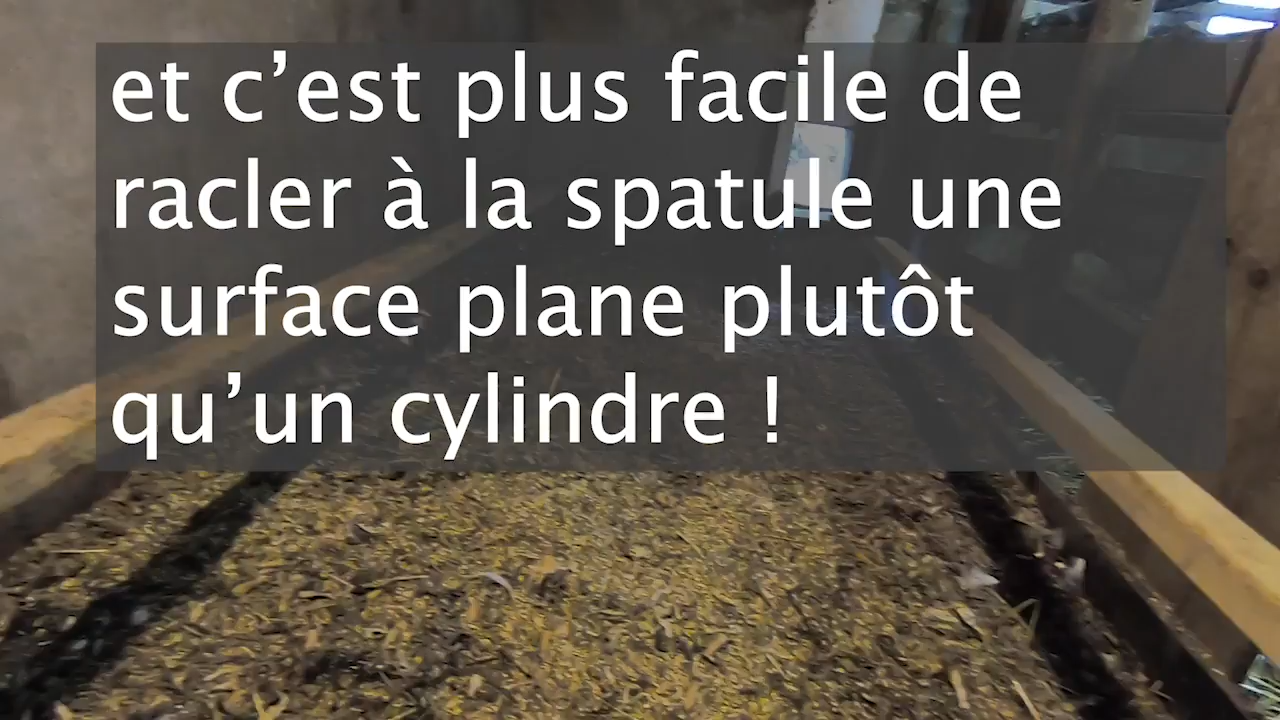 et c’est plus facile de
racler à la spatule une
surface plane plutôt
qu’un cylindre !